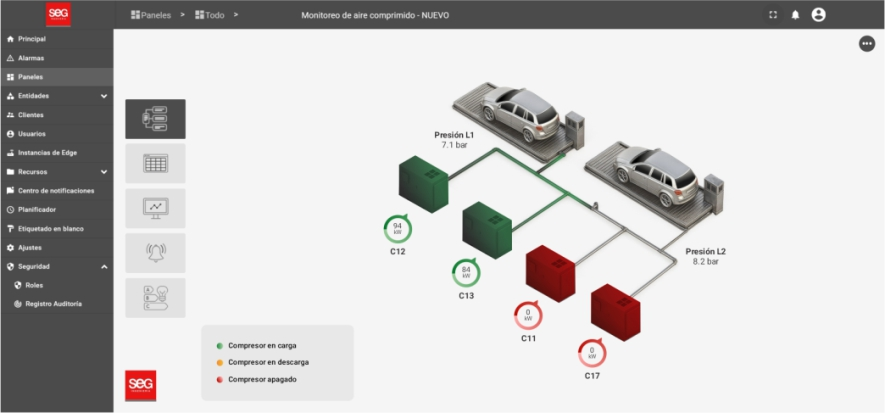 SEG
INGENIERÍA
Paneles > Todo > Monitoreo de aire comprimido - NUEVO
Principal
Alarmas
Paneles
Entidades
Clientes
Usuarios
Instancias de Edge
Recursos
Centro de notificaciones
Planificador
Etiquetado en blanco
Ajustes
Seguridad
Roles
Registro Auditoría
Presión L1
7.1 bar
Presión L2
8.2 bar
94
kW
C12
84
kW
C13
0
kW
C11
0
kW
C17
Compresor en carga
Compresor en descarga
Compresor apagado
SEG
INGENIERÍA